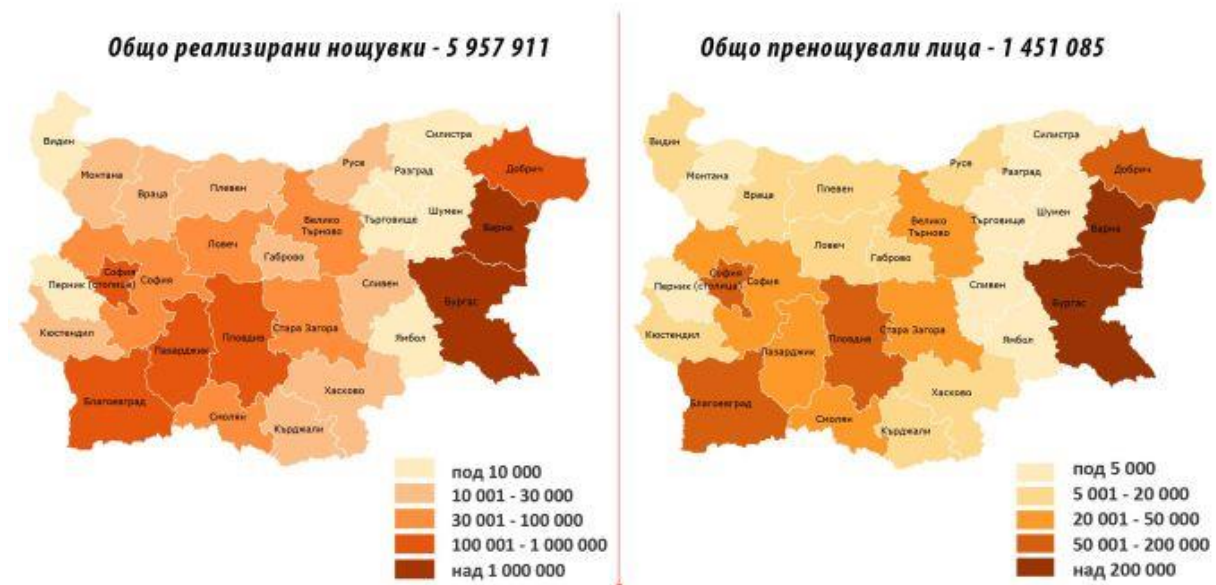 Общо реализирани нощувки - 5 957 911
Видин
Монтана
Враца
Плевен
Русе
Силистра
Разград
Добрич
Търговище
Шумен
Варна
Велико
Търново
Ловеч
Габрово
София
(столица)
София
Перник
Сливен
Бургас
Кюстендил
Пазарджик
Пловдив
Стара Загора
Ямбол
Хасково
Благоевград
Смолян
Кърджали
под 10 000
10 001 - 30 000
30 001 - 100 000
100 001 - 1 000 000
над 1 000 000
Общо пренощували лица - 1 451 085
Видин
Монтана
Враца
Плевен
Русе
Силистра
Разград
Добрич
Търговище
Шумен
Варна
Велико
Търново
Ловеч
Габрово
София
(столица)
София
Перник
Сливен
Бургас
Кюстендил
Пазарджик
Пловдив
Стара Загора
Ямбол
Хасково
Благоевград
Смолян
Кърджали
под 5 000
5 001 - 20 000
20 001 - 50 000
50 001 - 200 000
над 200 000